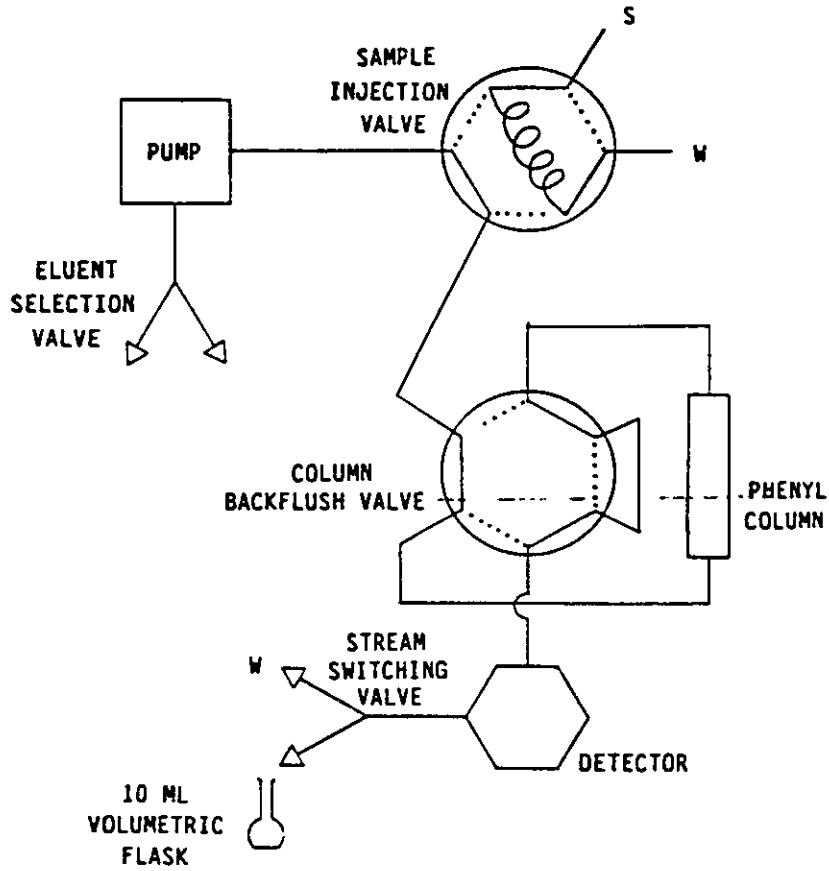 S
SAMPLE
INJECTION
VALVE
PUMP
W
ELUENT
SELECTION
VALVE
COLUMN
BACKFLUSH VALVE
PHENYL
COLUMN
STREAM
SWITCHING
VALVE
W
DETECTOR
10 ML
VOLUMETRIC
FLASK